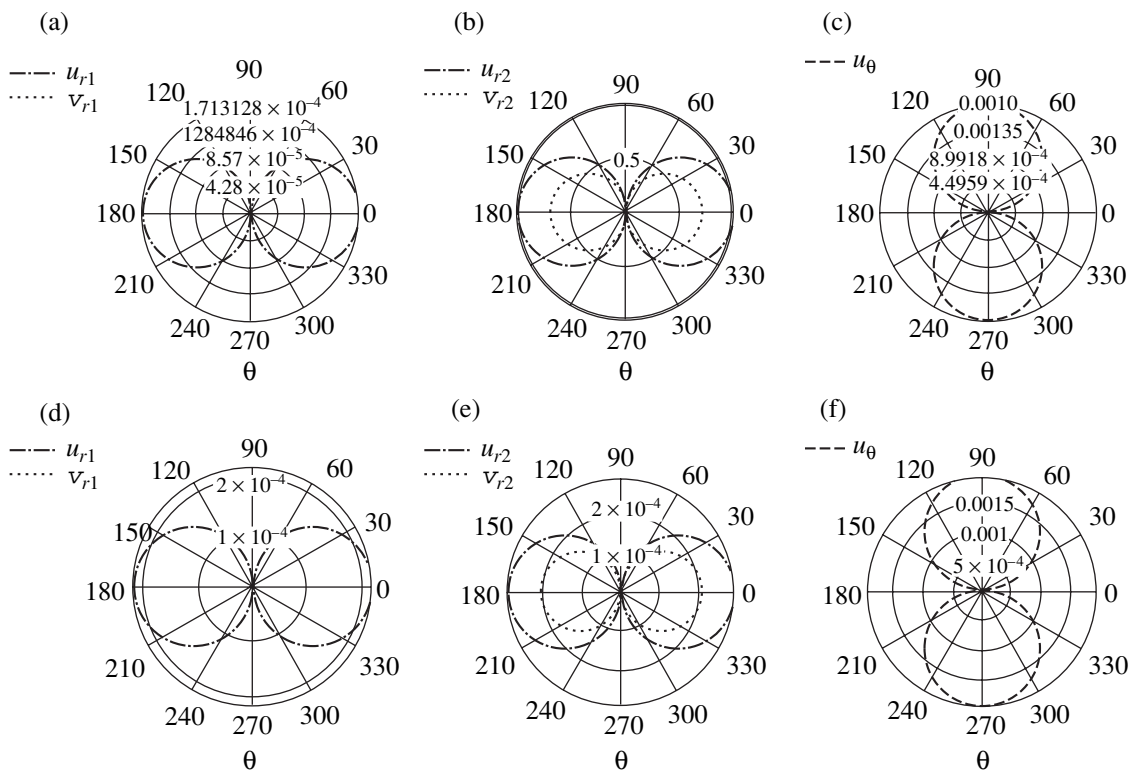 (a)
u_r1
v_r1
90
120
60
1.713128 × 10^–4
1284846 × 10^–4
8.57 × 10^–5
4.28 × 10^–5
150
30
180
0
210
330
240
300
270
θ
(b)
u_r2
v_r2
90
120
60
0.5
150
30
180
0
210
330
240
300
270
θ
(c)
u_θ
90
120
60
0.0010
0.00135
8.9918 × 10^–4
4.4959 × 10^–4
150
30
180
0
210
330
240
300
270
θ
(d)
u_r1
v_r1
90
120
60
2 × 10^–4
1 × 10^–4
150
30
180
0
210
330
240
300
270
θ
(e)
u_r2
v_r2
90
120
60
2 × 10^–4
1 × 10^–4
150
30
180
0
210
330
240
300
270
θ
(f)
u_θ
90
120
60
0.0015
0.001
5 × 10^–4
150
30
180
0
210
330
240
300
270
θ